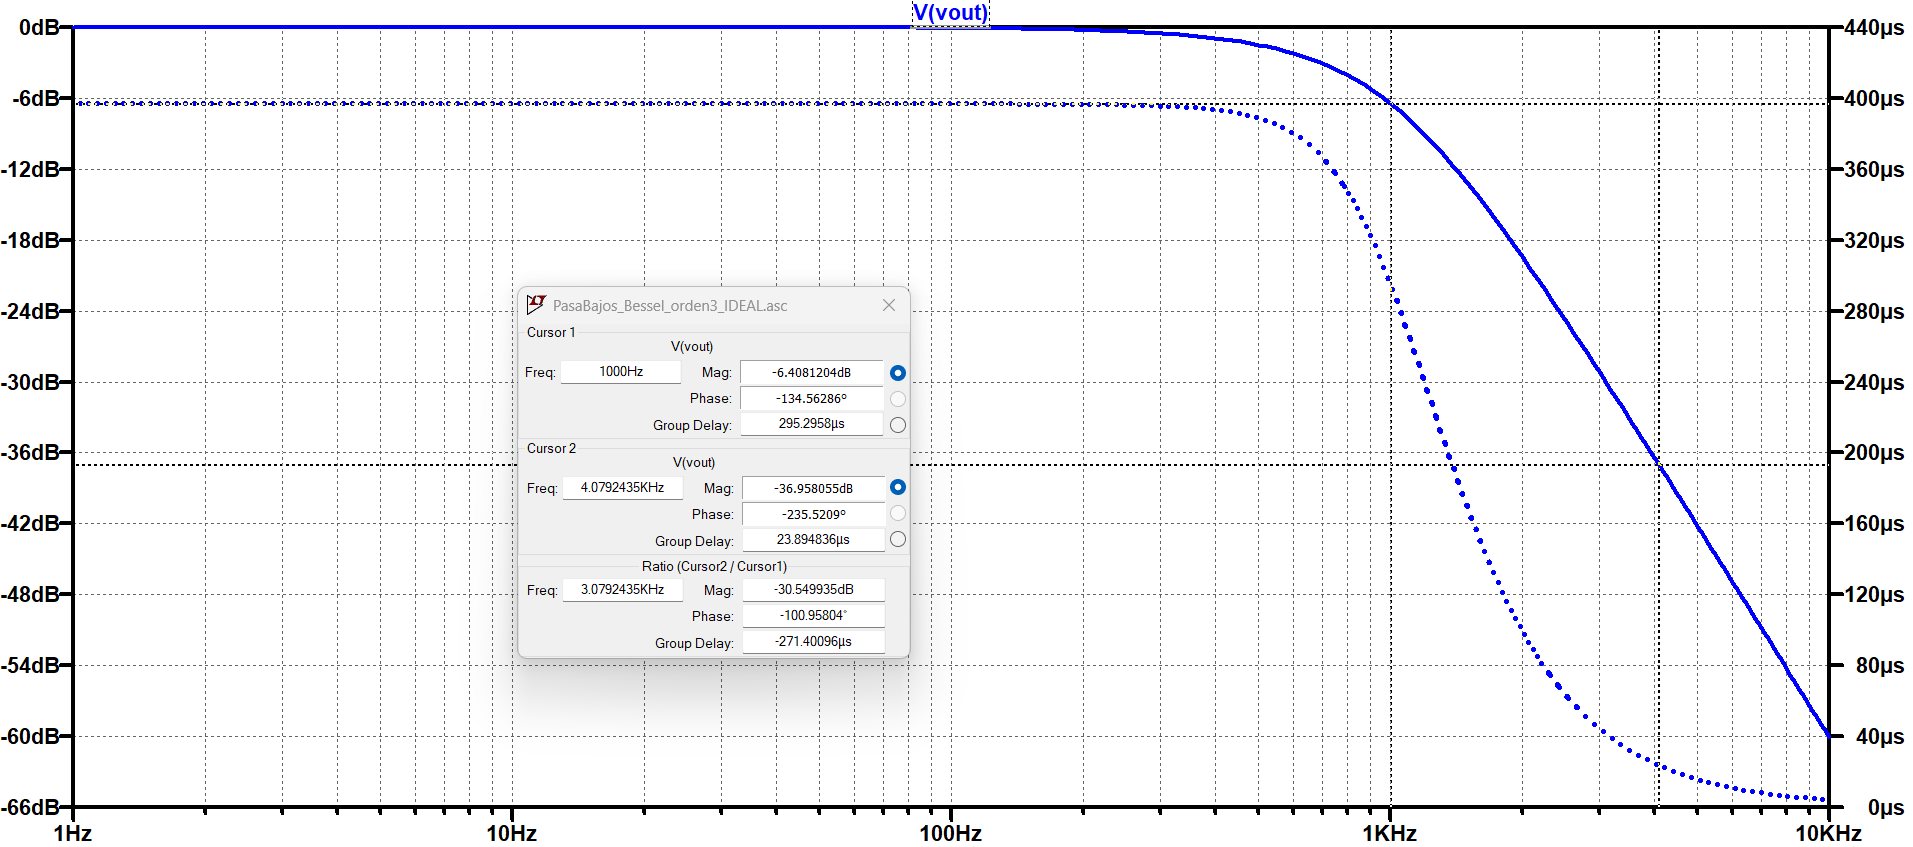 V(vout)
0dB
-6dB
-12dB
-18dB
-24dB
-30dB
-36dB
-42dB
-48dB
-54dB
-60dB
-66dB
440µs
400µs
360µs
320µs
280µs
240µs
200µs
160µs
120µs
80µs
40µs
0µs
1Hz 10Hz 100Hz 1KHz 10KHz
PasaBajos_Bessel_orden3_IDEAL.asc
Cursor 1
V(vout)
Freq: 1000Hz Mag: -6.4081204dB
Phase: -134.56286º
Group Delay: 295.2958µs
Cursor 2
V(vout)
Freq: 4.0792435KHz Mag: -36.958055dB
Phase: -235.5209º
Group Delay: 23.894836µs
Ratio (Cursor2 / Cursor1)
Freq: 3.0792435KHz Mag: -30.549935dB
Phase: -100.95804°
Group Delay: -271.40096µs